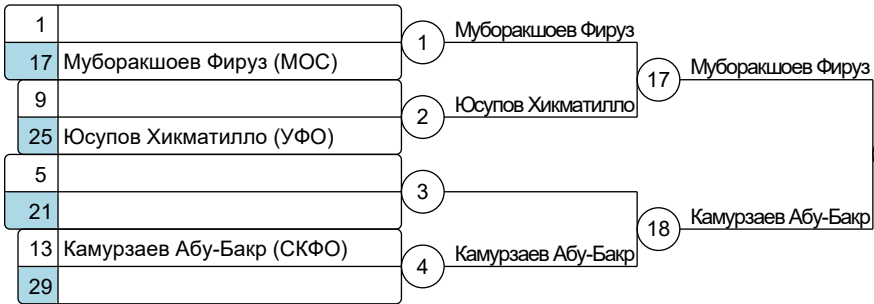 1
17 Муборакшоев Фируз (МОС)
1
Муборакшоев Фируз
9
25 Юсупов Хикматилло (УФО)
2
Юсупов Хикматилло
17
Муборакшоев Фируз
5
21
3
13 Камурзаев Абу-Бакр (СКФО)
29
4
Камурзаев Абу-Бакр
18
Камурзаев Абу-Бакр